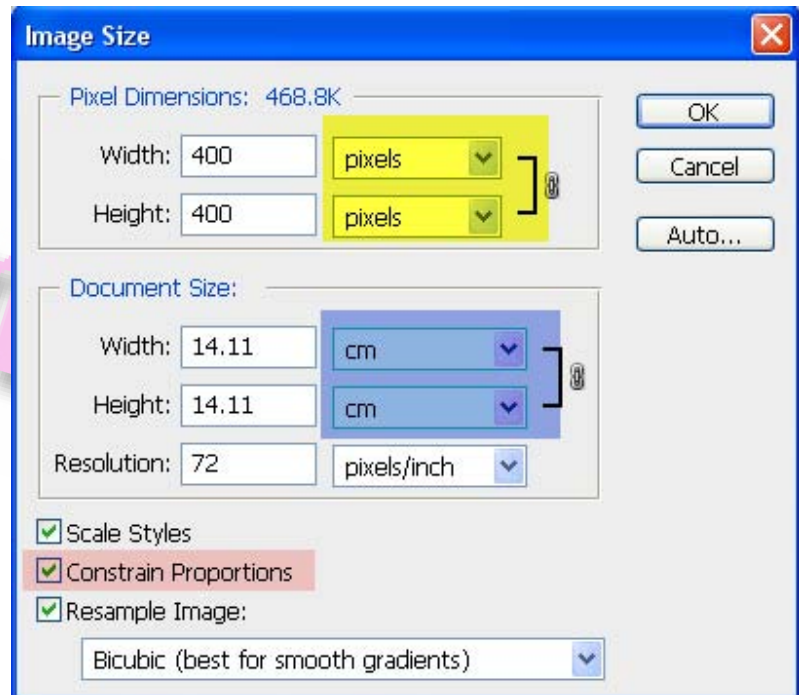 Image Size
Pixel Dimensions: 468.8K
Width: 400 pixels
Height: 400 pixels
OK
Cancel
Auto...
Document Size:
Width: 14.11 cm
Height: 14.11 cm
Resolution: 72 pixels/inch
Scale Styles
Constrain Proportions
Resample Image:
Bicubic (best for smooth gradients)